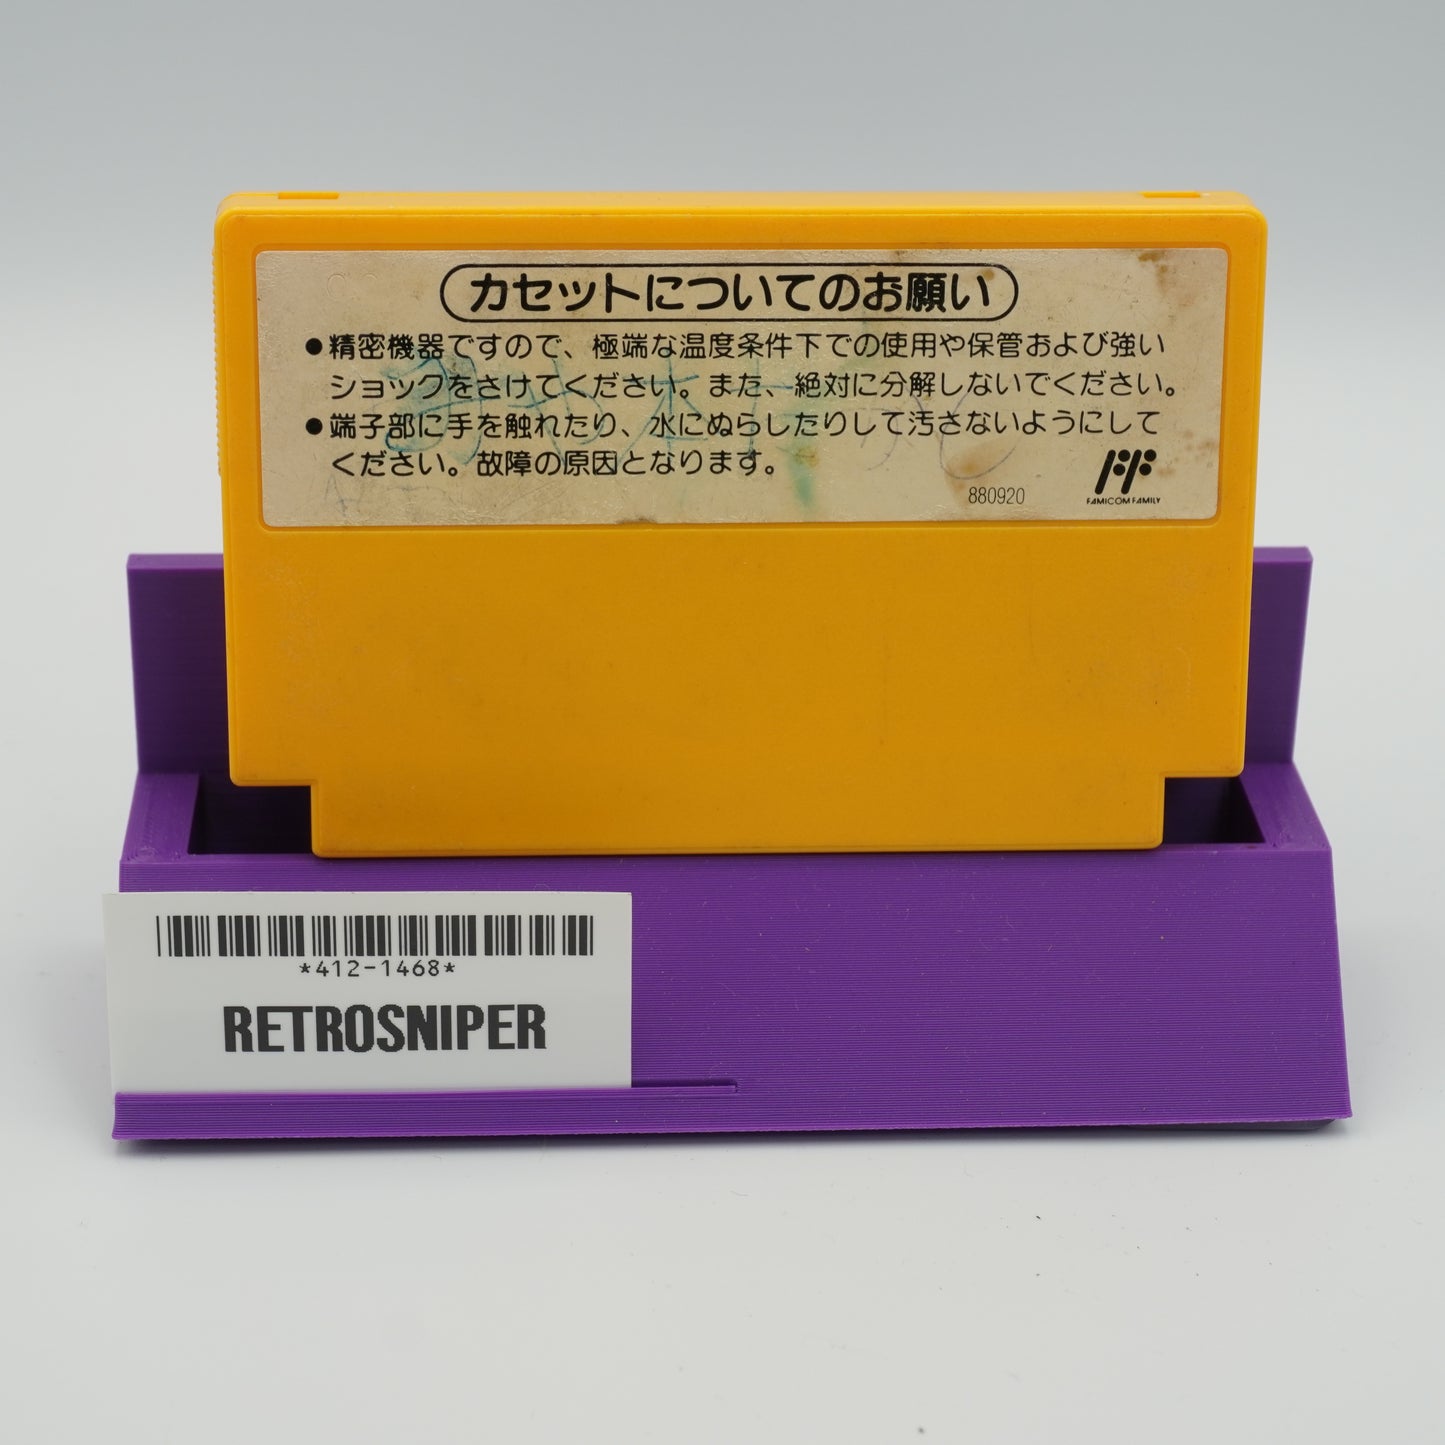 カセットについてのお願い
●精密機器ですので、極端な温度条件下での使用や保管および強い
ショックをさけてください。また、絶対に分解しないでください。
●端子部に手を触れたり、水にぬらしたりして汚さないようにして
ください。故障の原因となります。
880920
FAMICOM FAMILY
*412-1468*
RETROSNIPER